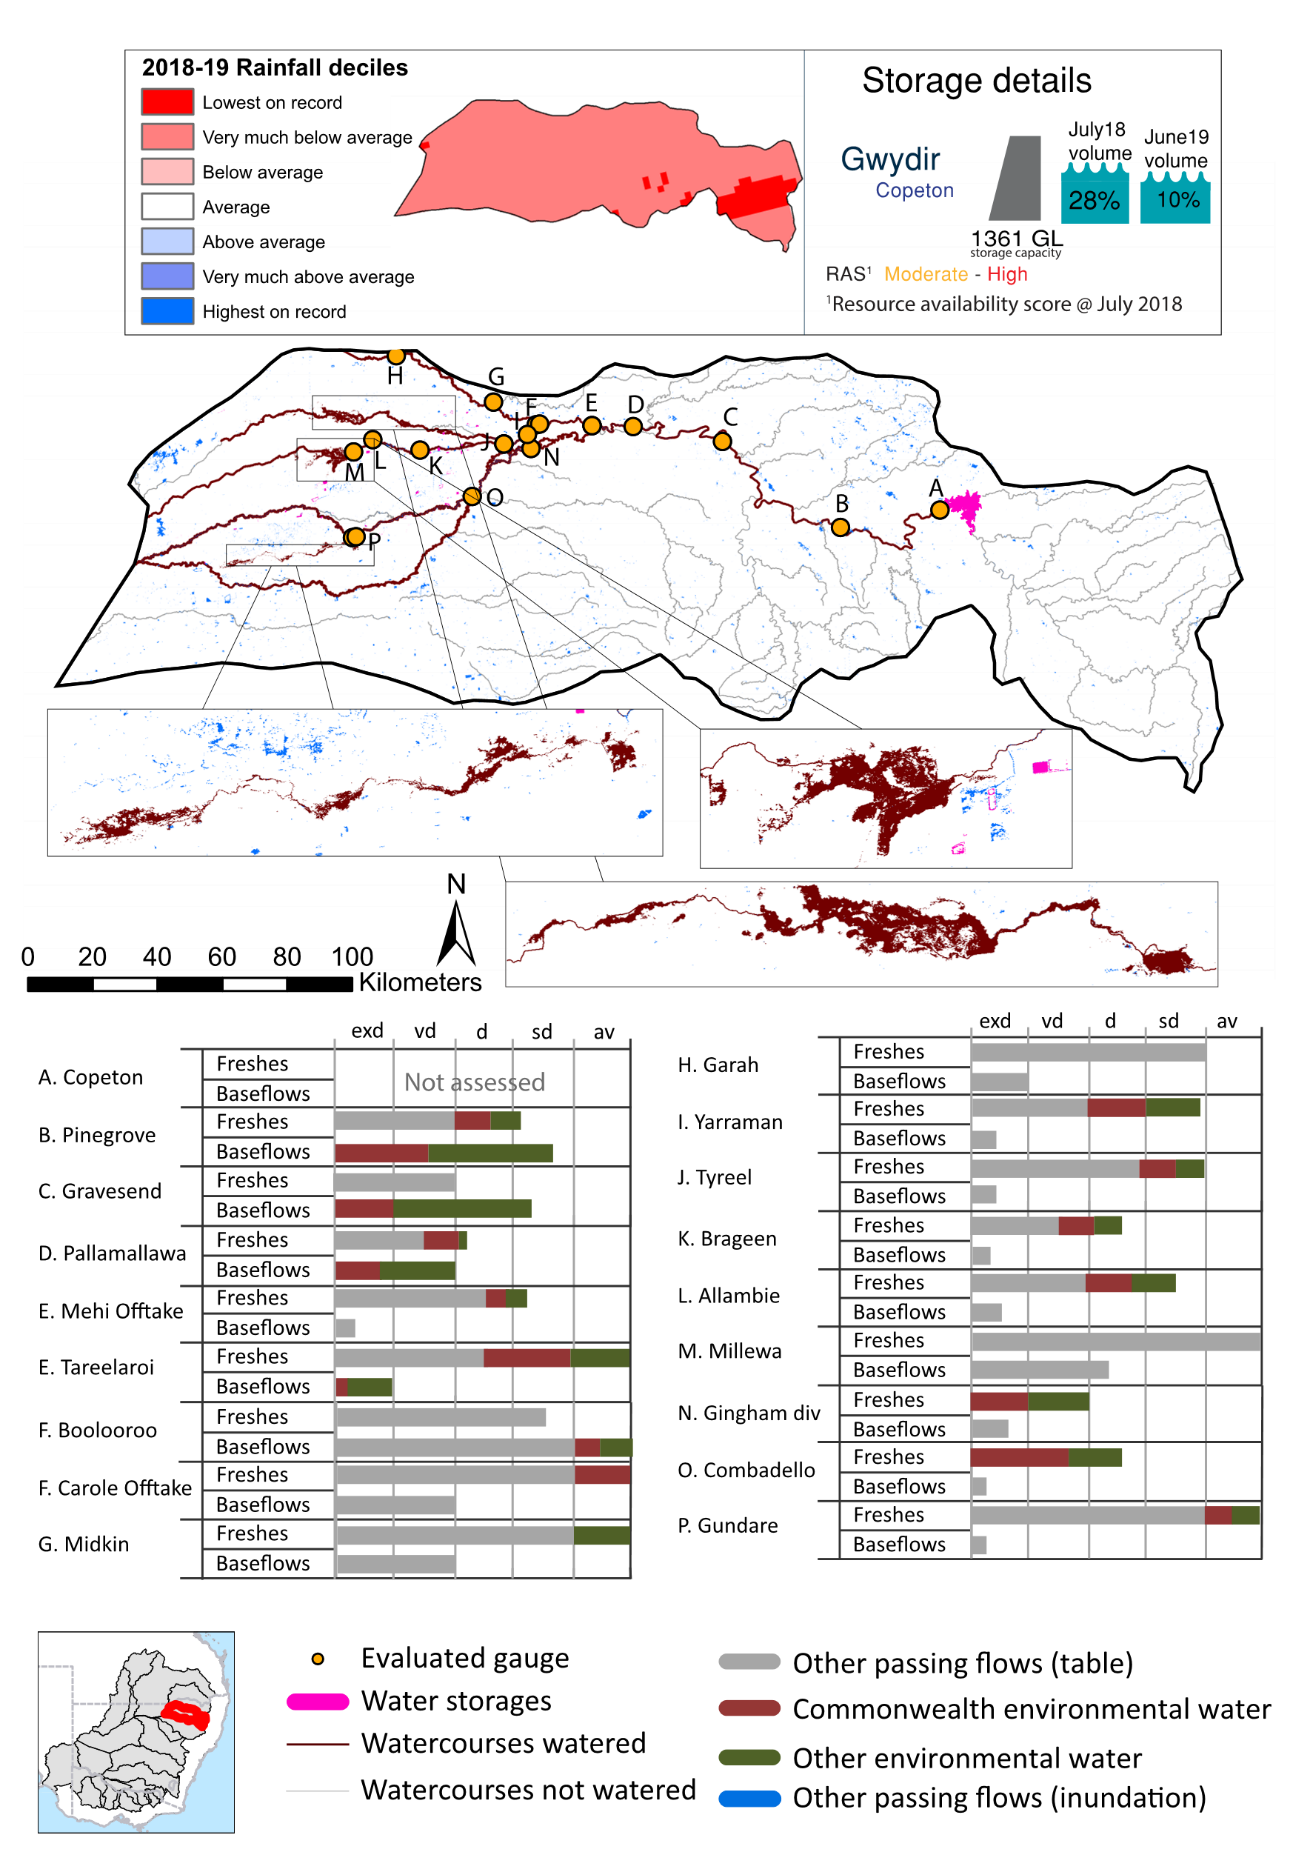 2018-19 Rainfall deciles
Lowest on record
Very much below average
Below average
Average
Above average
Very much above average
Highest on record
Storage details
Gwydir
Copeton
July18
volume
28%
June19
volume
10%
1361 GL
storage capacity
RAS¹ Moderate - High
¹Resource availability score @ July 2018
H
G
F
I
E
D
C
J
N
K
L
M
O
P
B
A
N
0 20 40 60 80 100
Kilometers
exd vd d sd av
A. Copeton
Freshes
Baseflows
Not assessed
B. Pinegrove
Freshes
Baseflows
C. Gravesend
Freshes
Baseflows
D. Pallamallawa
Freshes
Baseflows
E. Mehi Offtake
Freshes
Baseflows
E. Tareelaroi
Freshes
Baseflows
F. Boolooroo
Freshes
Baseflows
F. Carole Offtake
Freshes
Baseflows
G. Midkin
Freshes
Baseflows
exd vd d sd av
H. Garah
Freshes
Baseflows
I. Yarraman
Freshes
Baseflows
J. Tyreel
Freshes
Baseflows
K. Brageen
Freshes
Baseflows
L. Allambie
Freshes
Baseflows
M. Millewa
Freshes
Baseflows
N. Gingham div
Freshes
Baseflows
O. Combadello
Freshes
Baseflows
P. Gundare
Freshes
Baseflows
Evaluated gauge
Water storages
Watercourses watered
Watercourses not watered
Other passing flows (table)
Commonwealth environmental water
Other environmental water
Other passing flows (inundation)